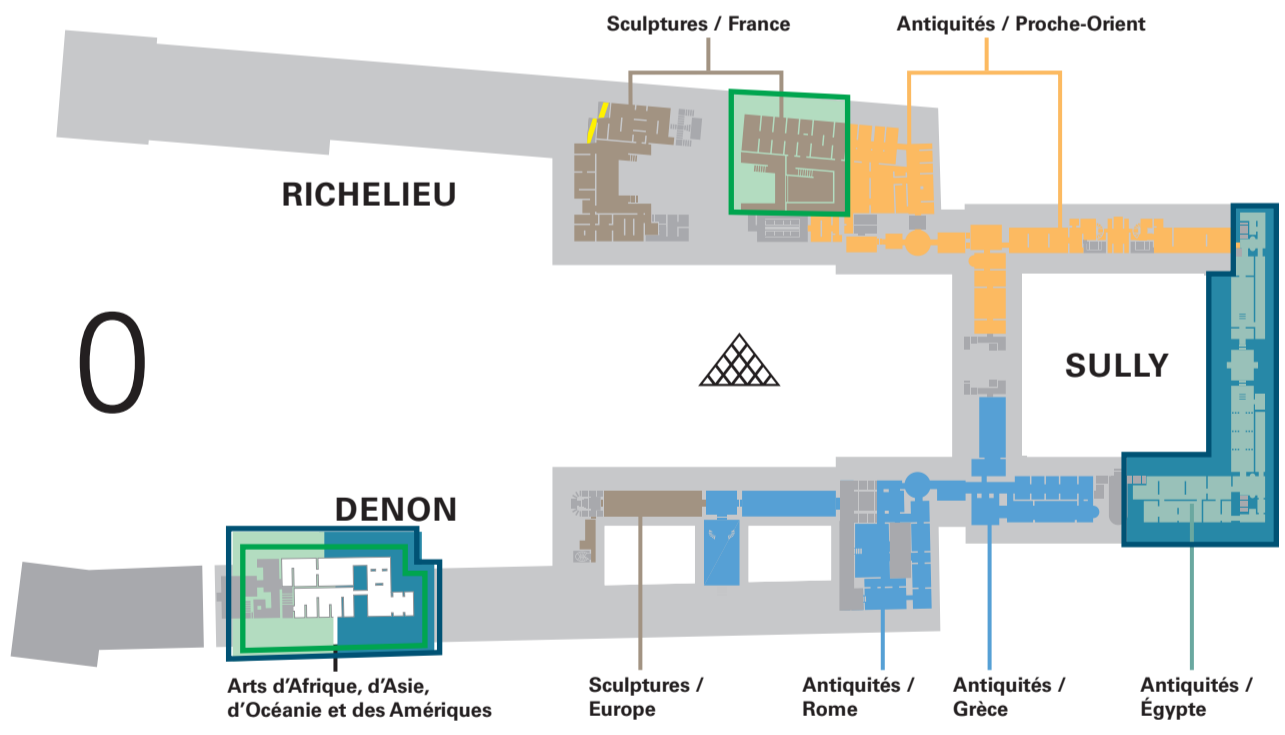 Sculptures / France
Antiquités / Proche-Orient
RICHELIEU
0
SULLY
DENON
Arts d’Afrique, d’Asie,
d’Océanie et des Amériques
Sculptures /
Europe
Antiquités /
Rome
Antiquités /
Grèce
Antiquités /
Égypte